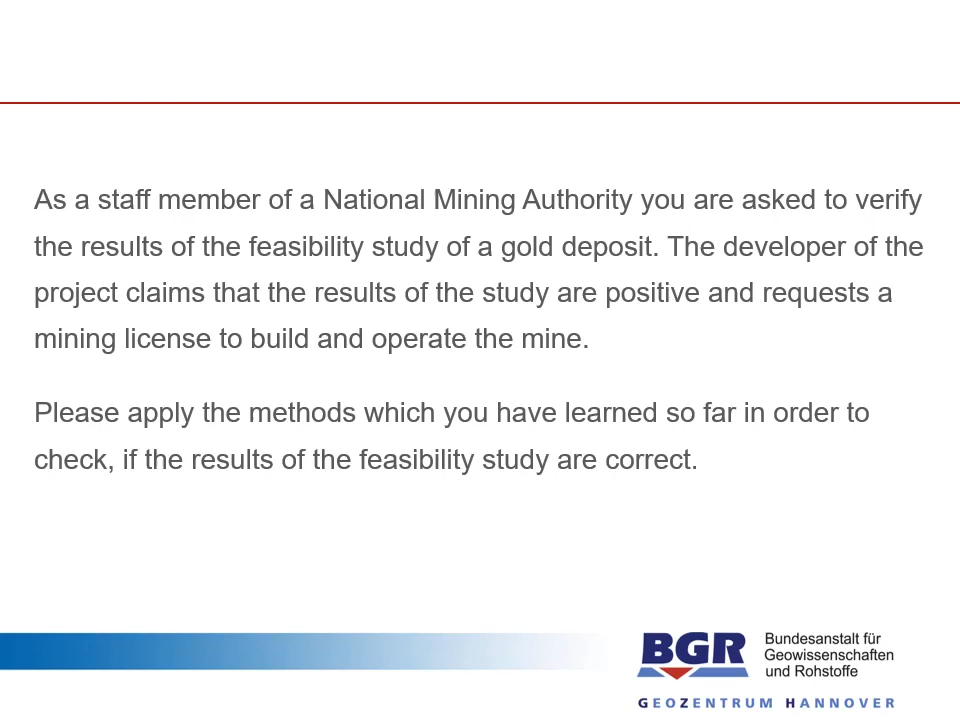 As a staff member of a National Mining Authority you are asked to verify
the results of the feasibility study of a gold deposit. The developer of the
project claims that the results of the study are positive and requests a
mining license to build and operate the mine.
Please apply the methods which you have learned so far in order to
check, if the results of the feasibility study are correct.
BGR
Bundesanstalt für
Geowissenschaften
und Rohstoffe
GEOZENTRUM HANNOVER